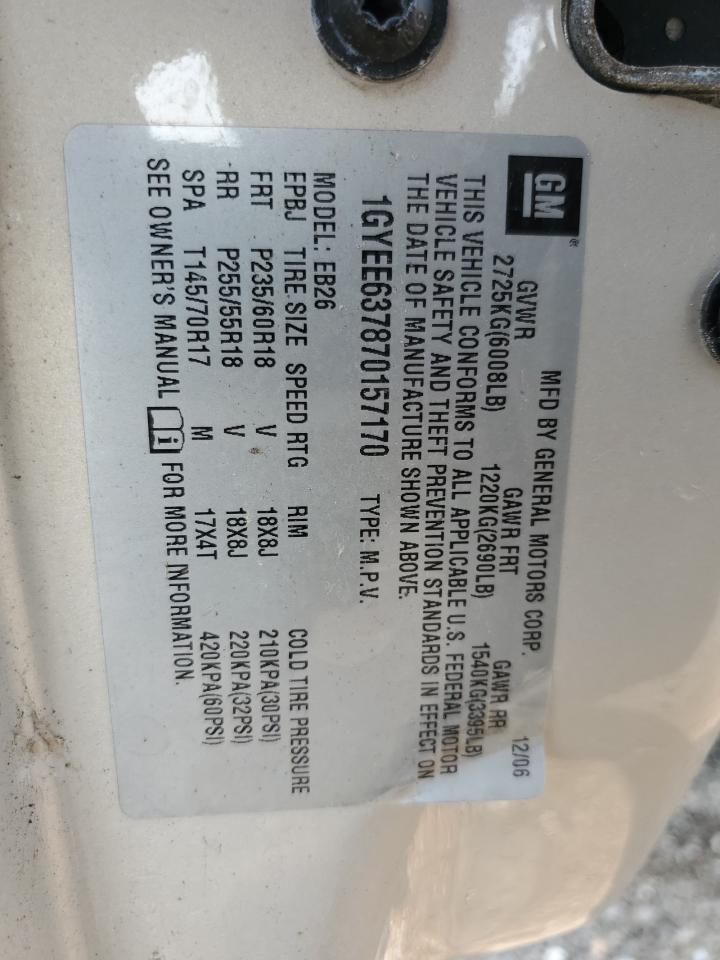 GM
MFD BY GENERAL MOTORS CORP.
GVWR GAWR FRT GAWR RR 12/06
2725KG(6008LB) 1220KG(2690LB) 1540KG(3395LB)
THIS VEHICLE CONFORMS TO ALL APPLICABLE U.S. FEDERAL MOTOR
VEHICLE SAFETY AND THEFT PREVENTION STANDARDS IN EFFECT ON
THE DATE OF MANUFACTURE SHOWN ABOVE.
1GYEE637870157170 TYPE: M.P.V.
MODEL: EB26
EPBJ TIRE SIZE SPEED RTG RIM COLD TIRE PRESSURE
FRT P235/60R18 V 18X8J 210KPA(30PSI)
RR P255/55R18 V 18X8J 220KPA(32PSI)
SPA T145/70R17 M 17X4T 420KPA(60PSI)
SEE OWNER'S MANUAL i FOR MORE INFORMATION.